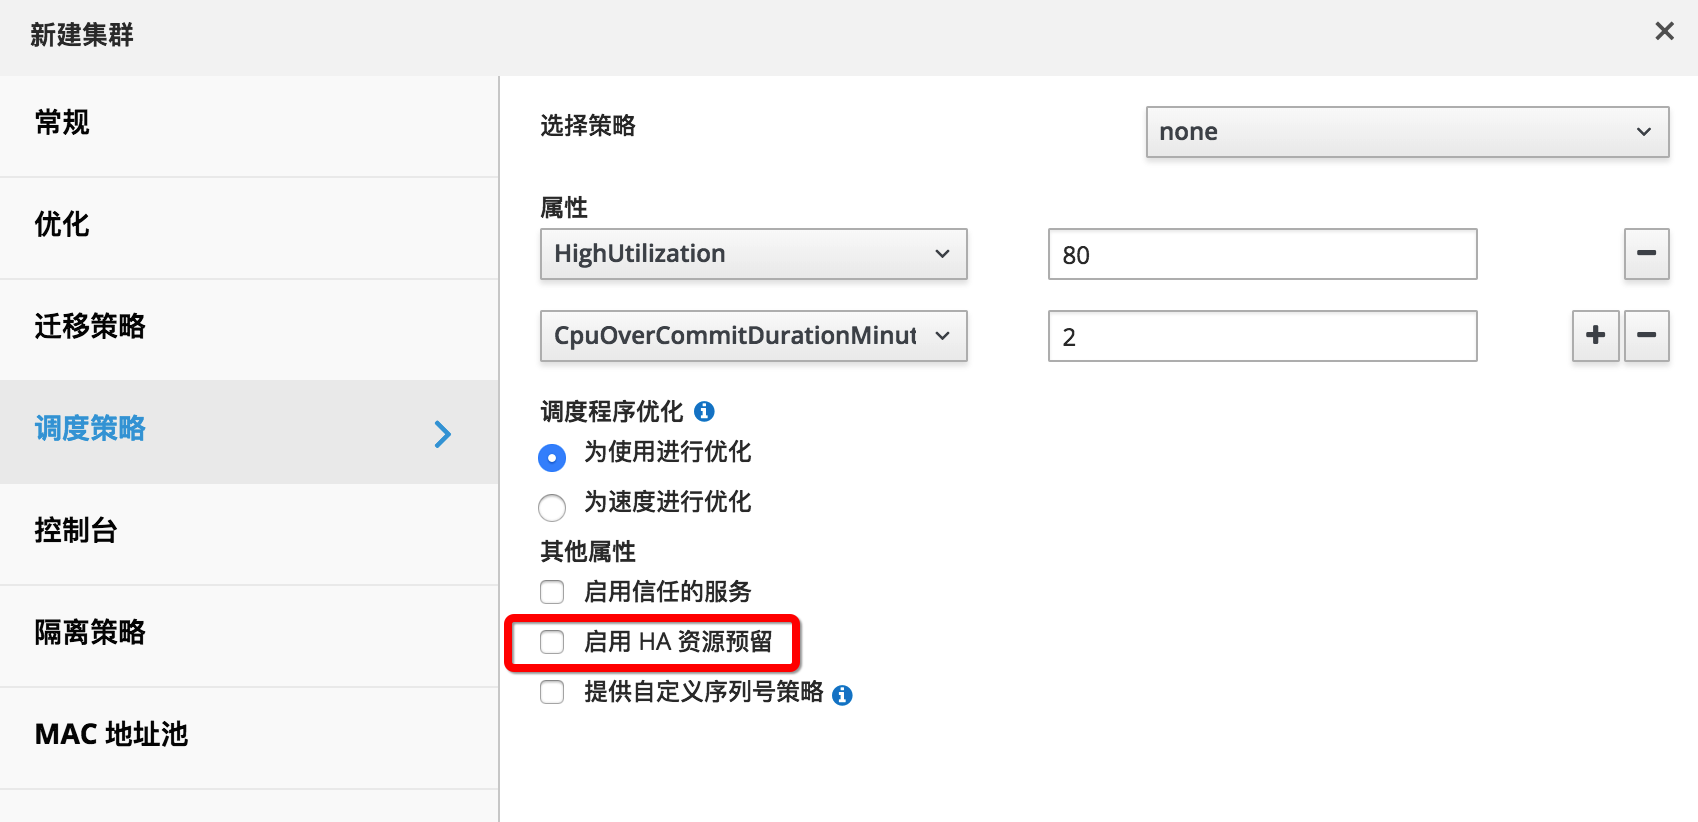 新建集群
常规
优化
迁移策略
调度策略
控制台
隔离策略
MAC 地址池
选择策略
none
属性
HighUtilization
80
CpuOverCommitDurationMinut
2
调度程序优化
为使用进行优化
为速度进行优化
其他属性
启用信任的服务
启用 HA 资源预留
提供自定义序列号策略